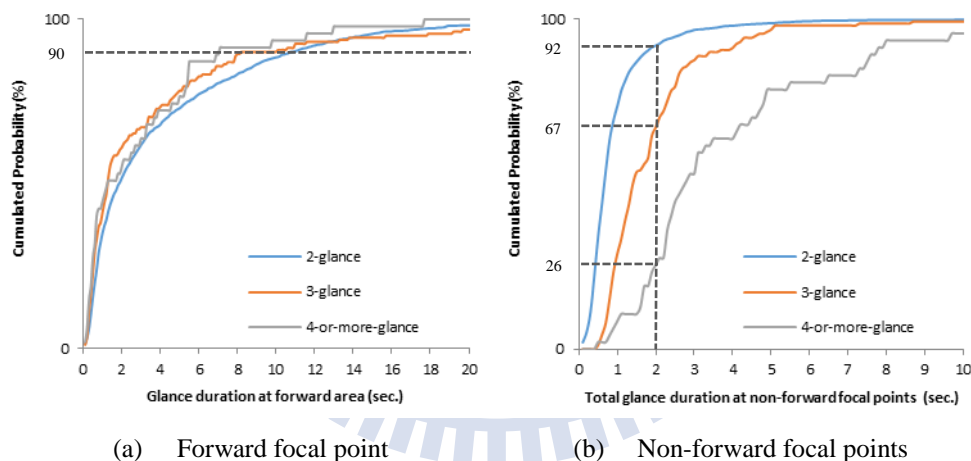 100
90
0
Cumulated Probability (%)
2-glance
3-glance
4-or-more-glance
0 2 4 6 8 10 12 14 16 18 20
Glance duration at forward area (sec.)
(a) Forward focal point
100
92
67
26
0
Cumulated Probability (%)
2-glance
3-glance
4-or-more-glance
0 1 2 3 4 5 6 7 8 9 10
Total glance duration at non-forward focal points (sec.)
(b) Non-forward focal points